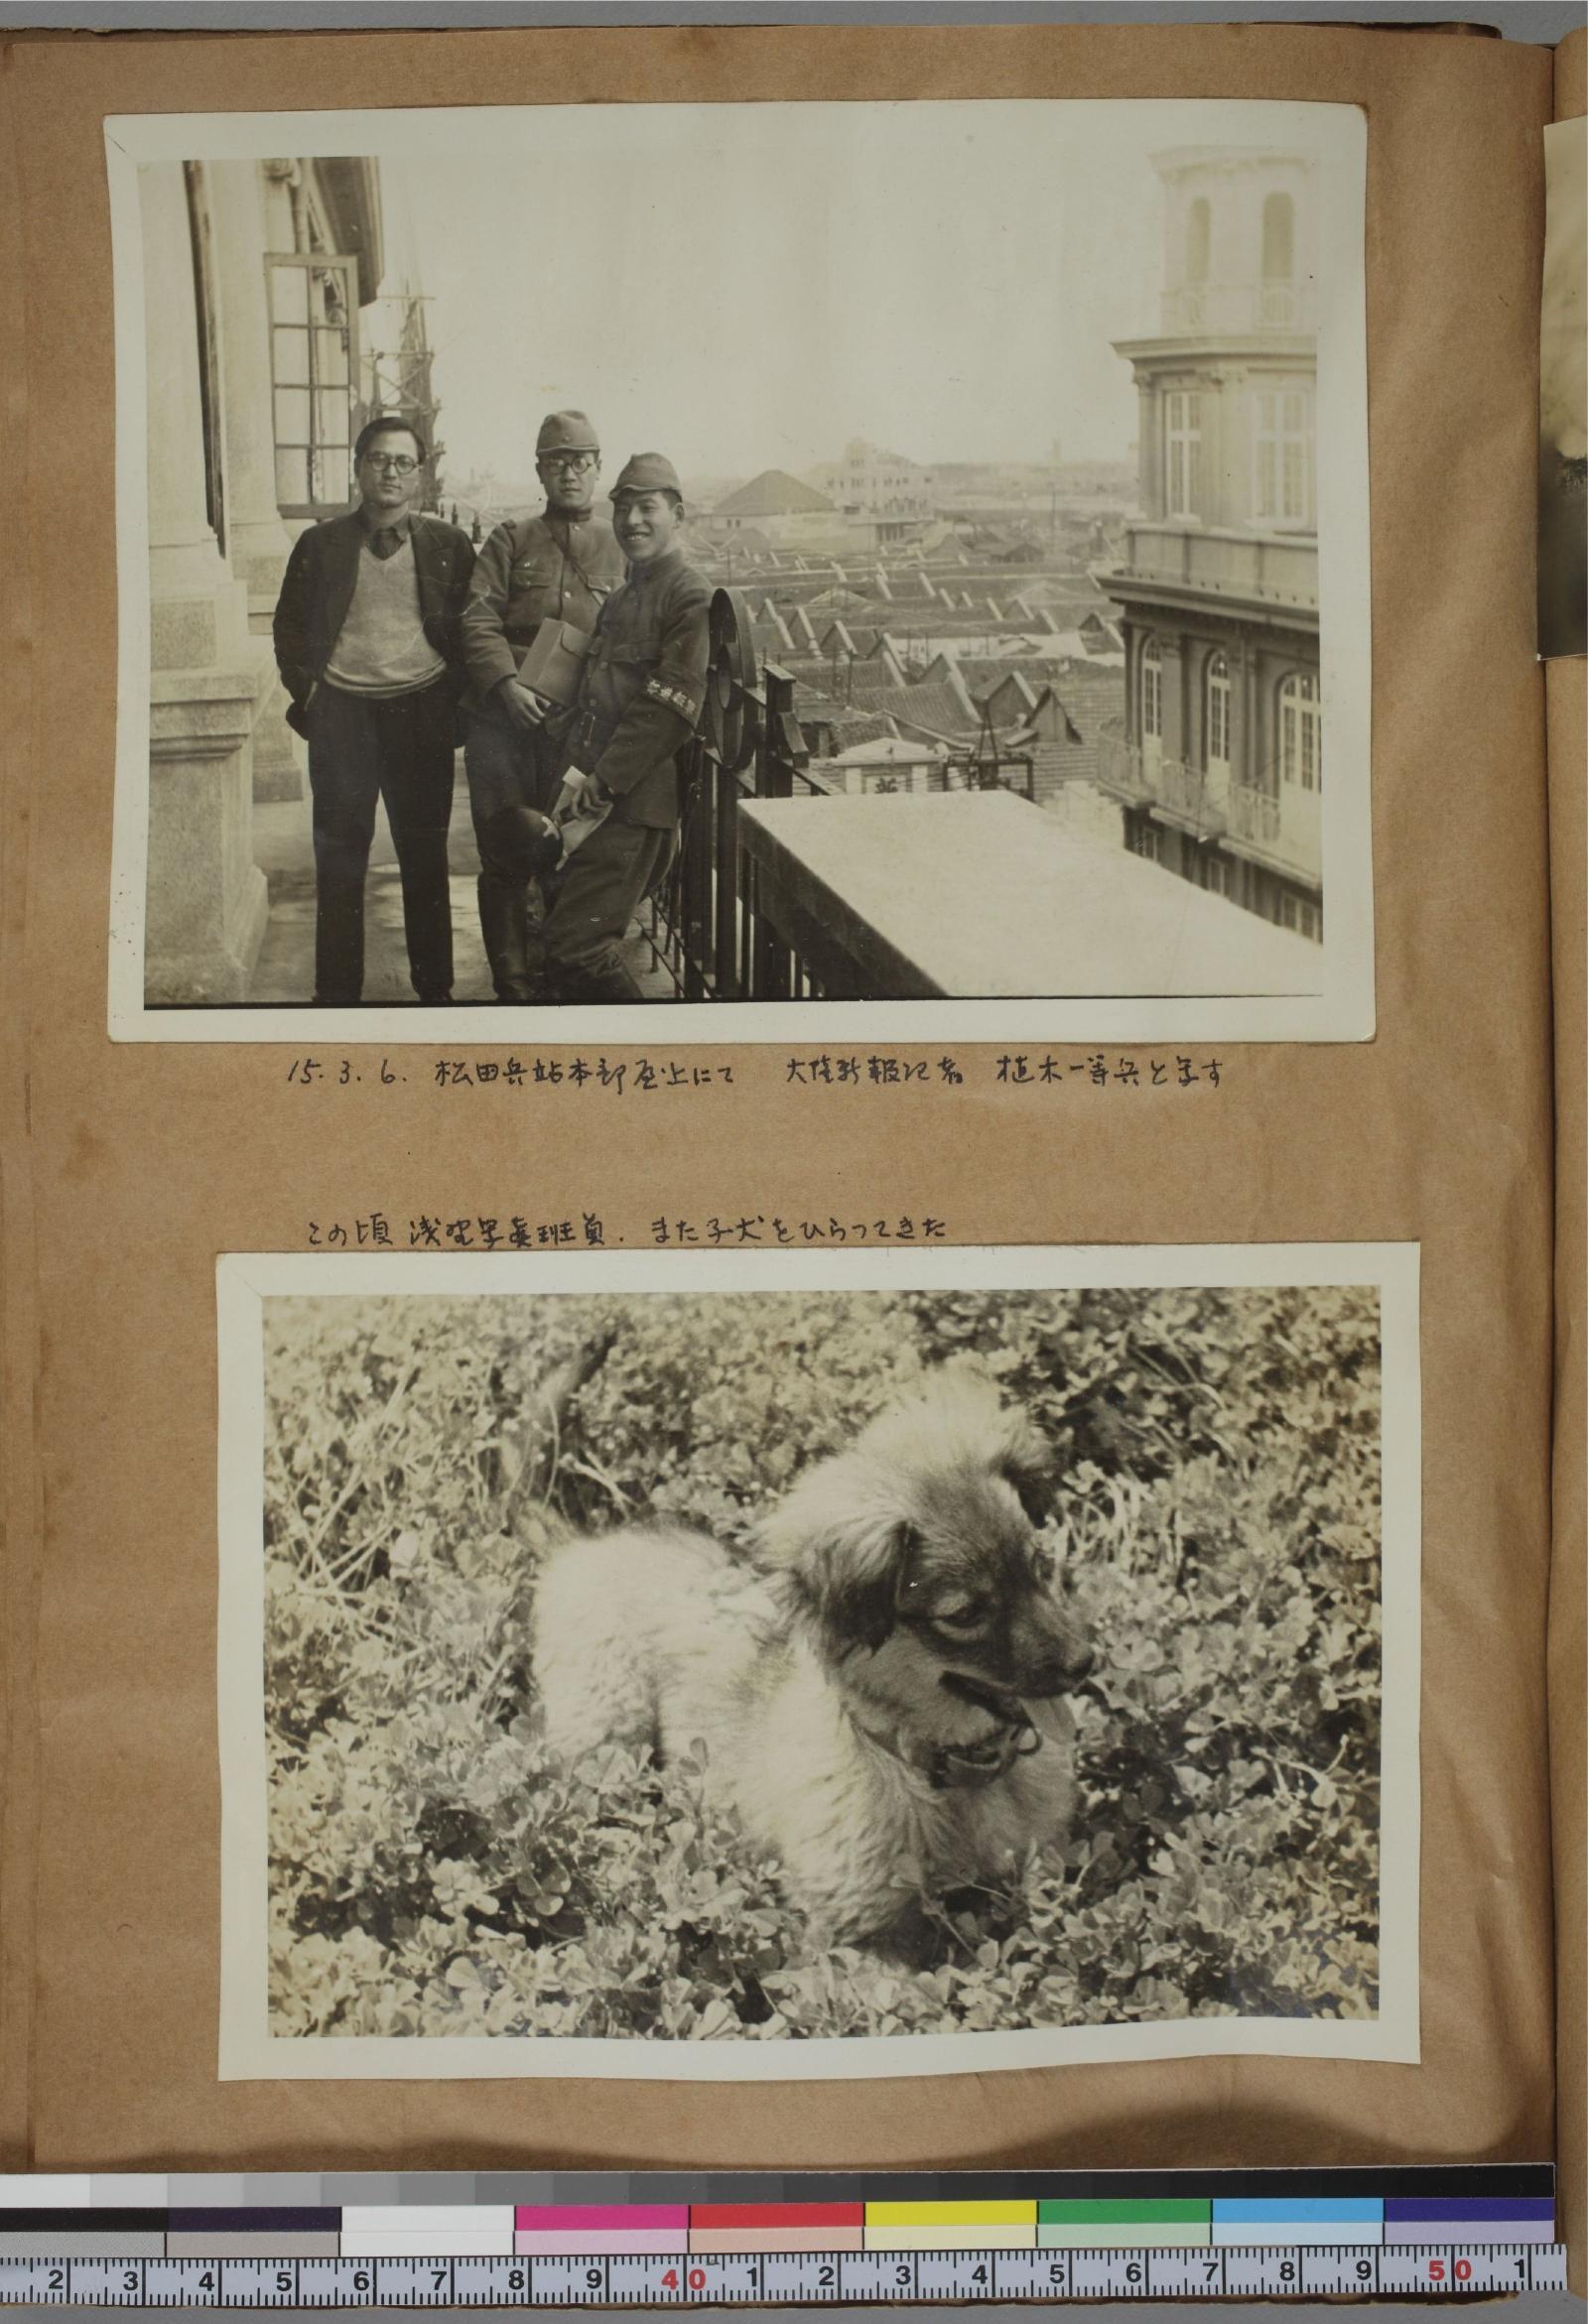 15. 3. 6. 松田兵站本部屋上にて 大陸新報記者 植木一等兵と写す
この頃 浅野写真班員. また子犬をひらってきた
2 3 4 5 6 7 8 9 40 1 2 3 4 5 6 7 8 9 50 1